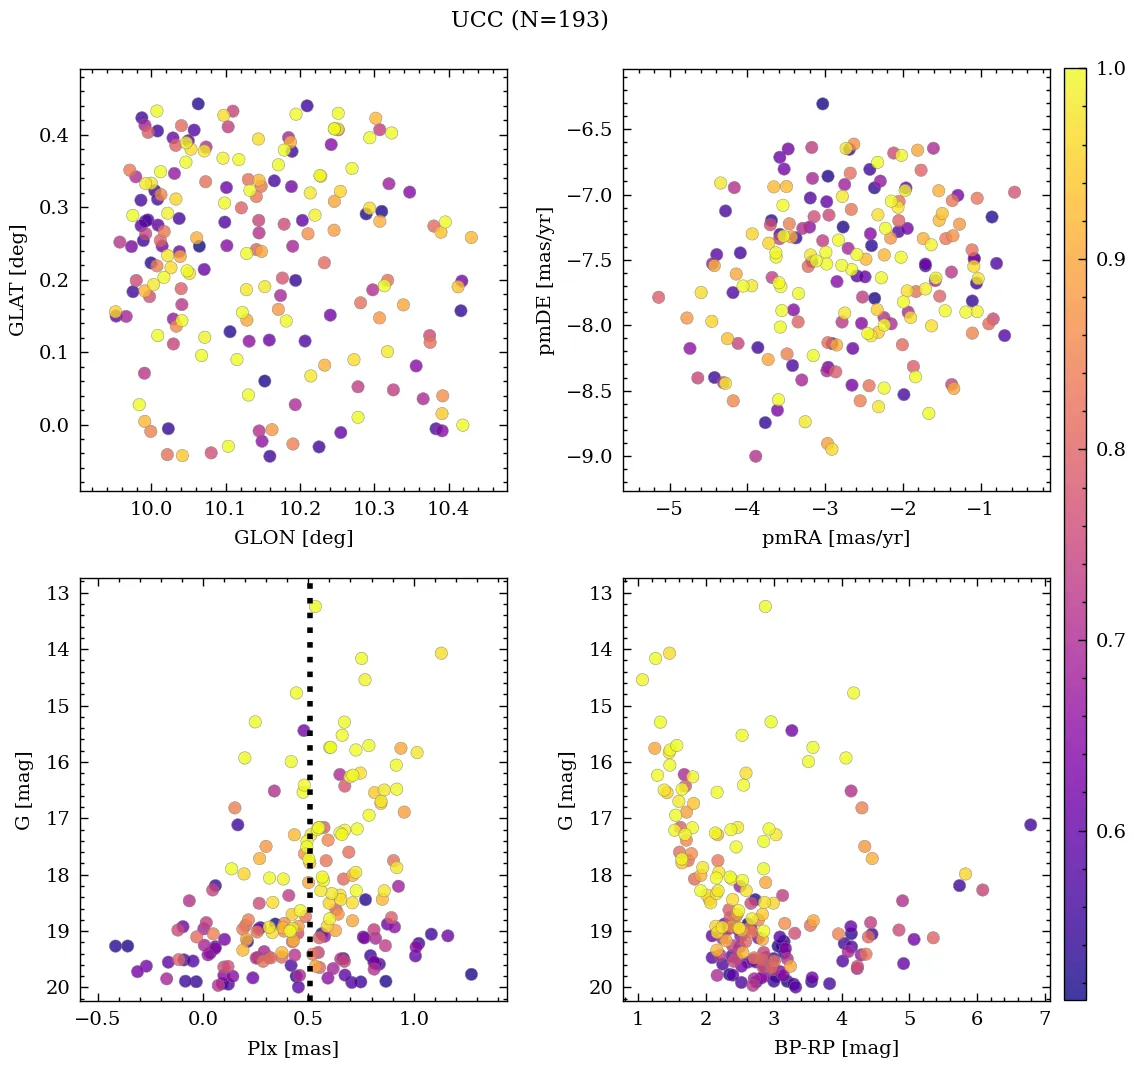 UCC (N=193)
0.4
0.3
0.2
0.1
0.0
GLAT [deg]
10.0 10.1 10.2 10.3 10.4
GLON [deg]
−6.5
−7.0
−7.5
−8.0
−8.5
−9.0
pmDE [mas/yr]
−5 −4 −3 −2 −1
pmRA [mas/yr]
1.0
0.9
0.8
0.7
0.6
13
14
15
16
17
18
19
20
G [mag]
−0.5 0.0 0.5 1.0
Plx [mas]
13
14
15
16
17
18
19
20
G [mag]
1 2 3 4 5 6 7
BP-RP [mag]